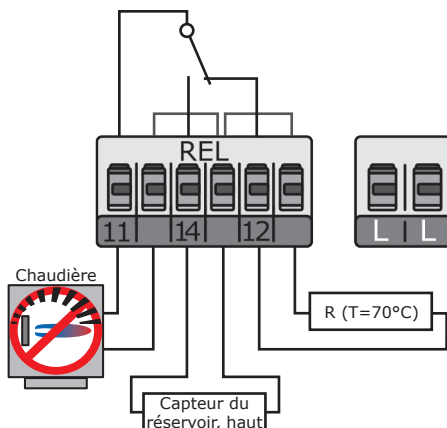 REL
11 14 12 L L
Chaudière
R (T=70°C)
Capteur du
réservoir, haut